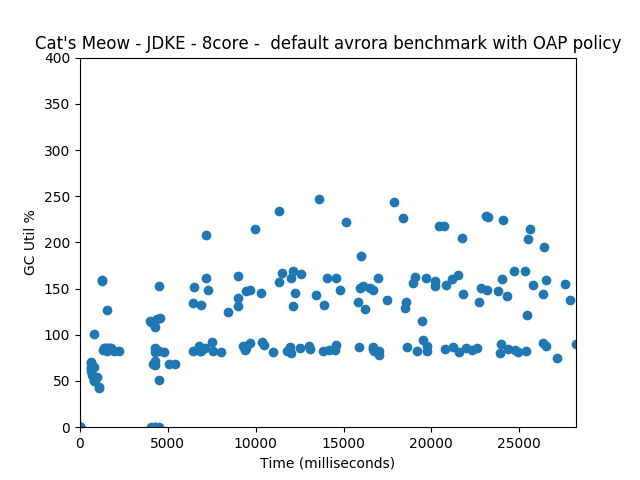 Cat's Meow - JDKE - 8core -  default avrora benchmark with OAP policy
400
350
300
250
200
150
100
50
0
GC Util %
0 5000 10000 15000 20000 25000
Time (milliseconds)